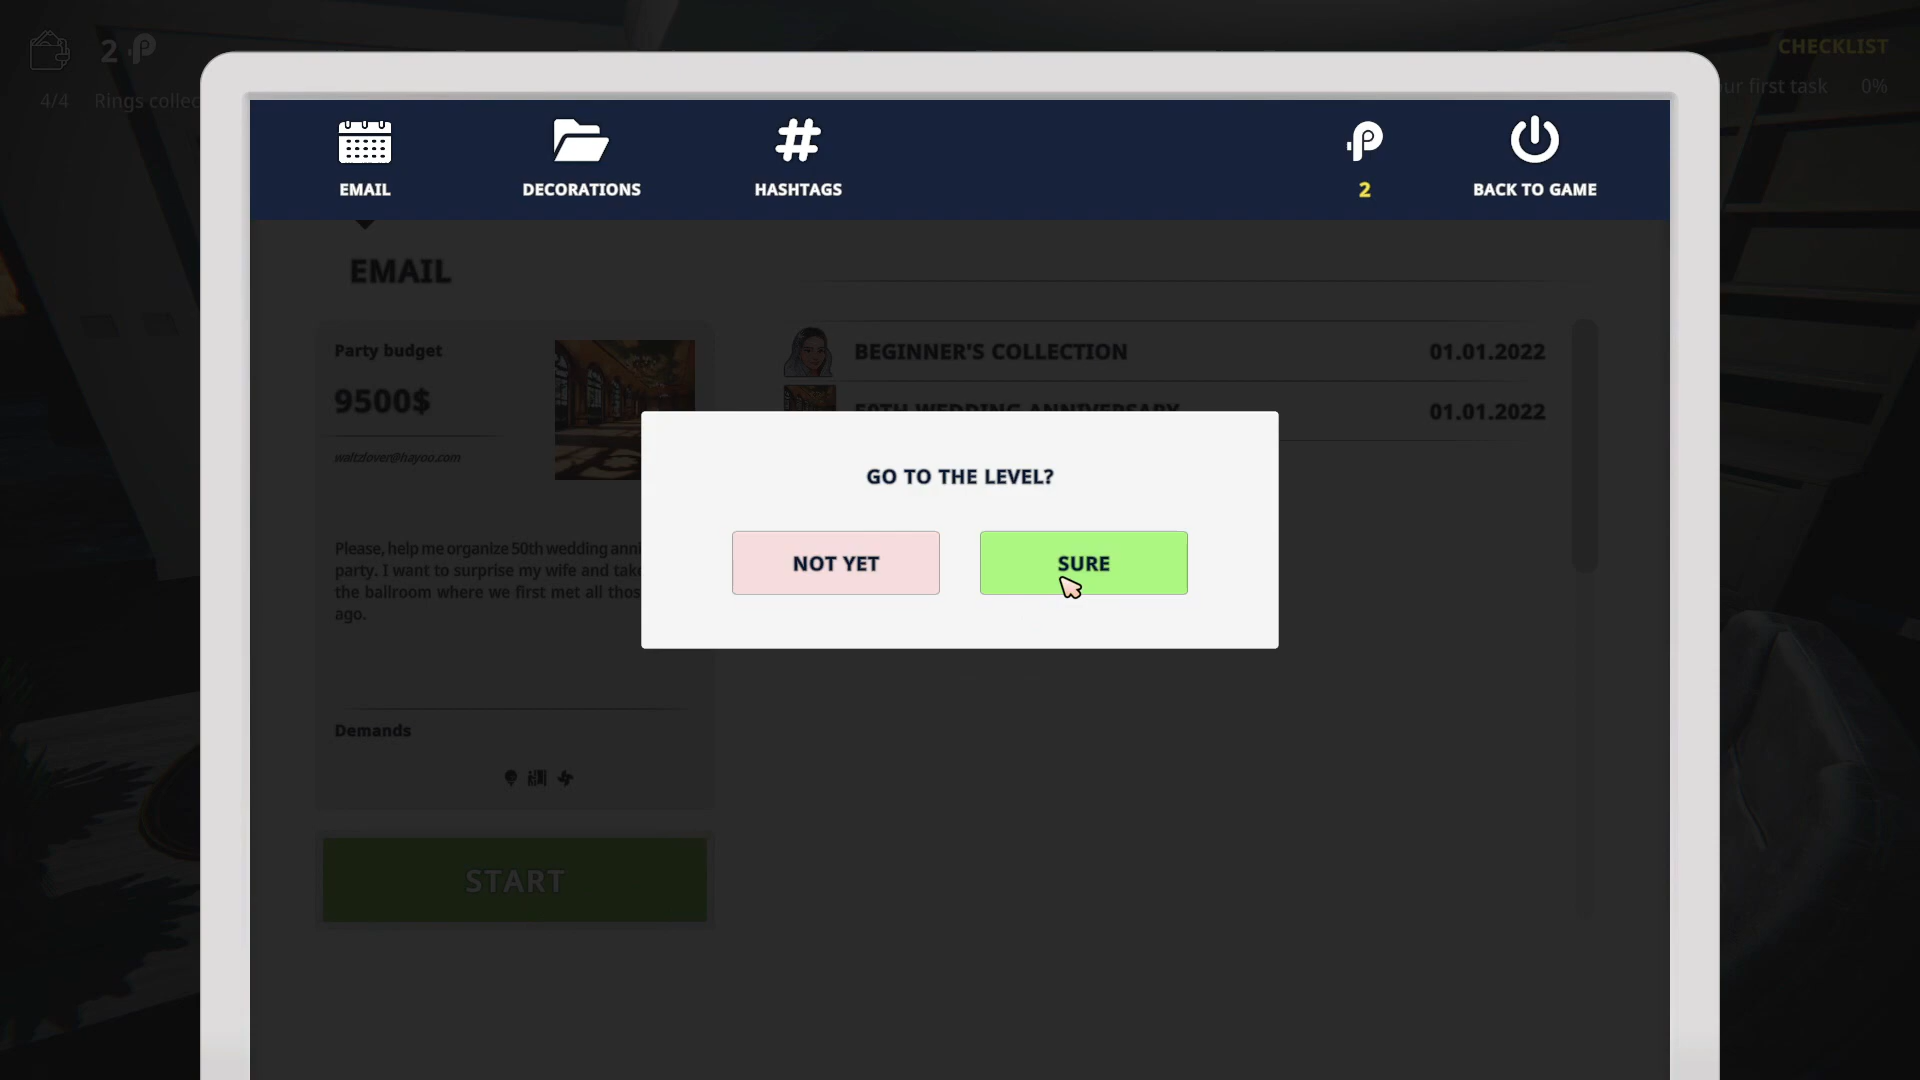 2
4/4 Rings collec
CHECKLIST
ur first task 0%
EMAIL
DECORATIONS
HASHTAGS
2
BACK TO GAME
EMAIL
Party budget
9500$
waltzlover@hayoo.com
Please, help me organize 50th wedding anni
party. I want to surprise my wife and take
the ballroom where we first met all thos
ago.
Demands
START
BEGINNER'S COLLECTION 01.01.2022
50TH WEDDING ANNIVERSARY 01.01.2022
GO TO THE LEVEL?
NOT YET
SURE